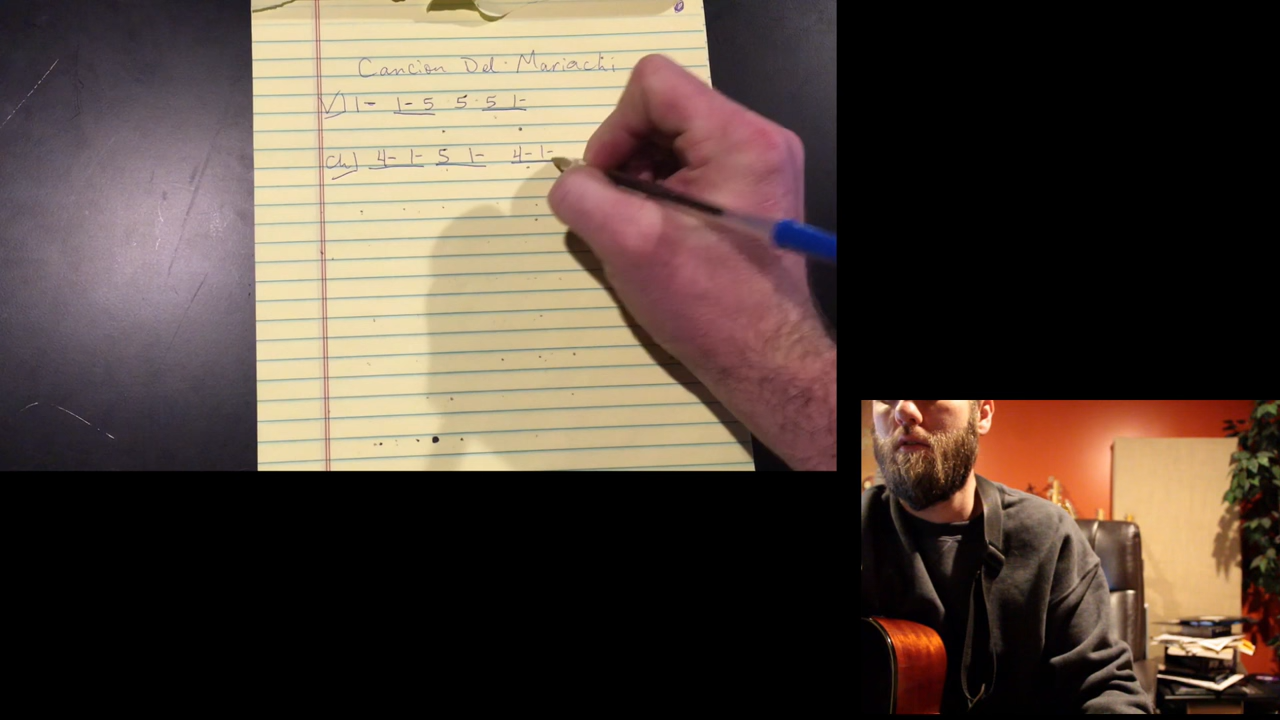 Cancion Del Mariachi
V) 1- 1- 5 5 5 1-
Ch) 4- 1- 5 1- 4- 1-